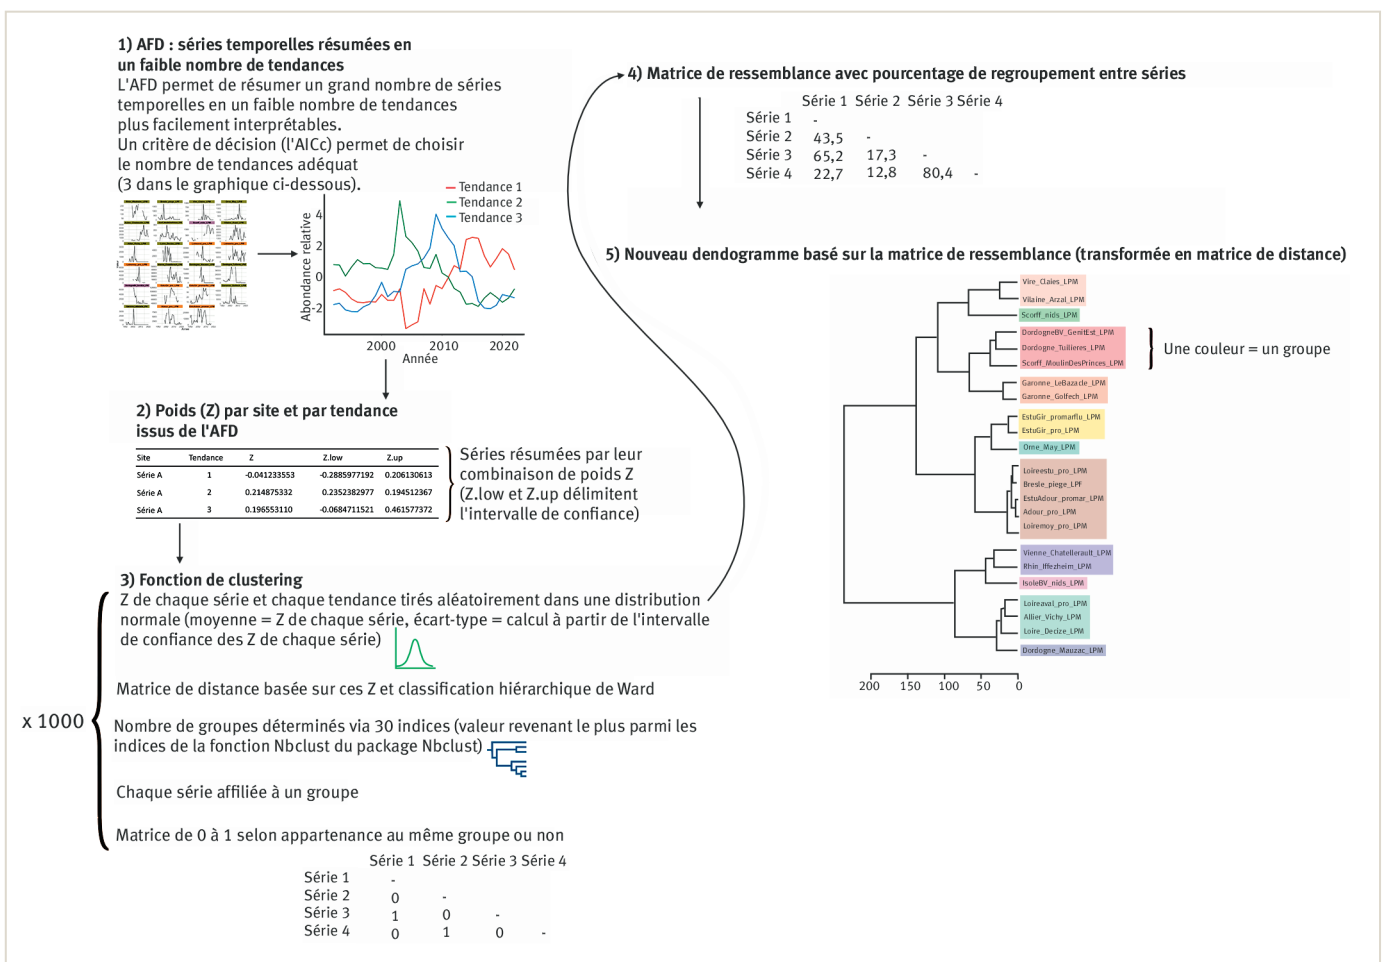 1) AFD : séries temporelles résumées en
un faible nombre de tendances
L'AFD permet de résumer un grand nombre de séries
temporelles en un faible nombre de tendances
plus facilement interprétables.
Un critère de décision (l'AICc) permet de choisir
le nombre de tendances adéquat
(3 dans le graphique ci-dessous).
Tendance 1
Tendance 2
Tendance 3
Abondance relative
4
2
0
-2
2000 2010 2020
Année
2) Poids (Z) par site et par tendance
issus de l'AFD
Site Tendance Z Z.low Z.up
Série A 1 -0.041233553 -0.2885977192 0.206130613
Série A 2 0.214875332 0.2352382977 0.194512367
Série A 3 0.196553110 -0.0684711521 0.461577372
Séries résumées par leur
combinaison de poids Z
(Z.low et Z.up délimitent
l'intervalle de confiance)
3) Fonction de clustering
Z de chaque série et chaque tendance tirés aléatoirement dans une distribution
normale (moyenne = Z de chaque série, écart-type = calcul à partir de l'intervalle
de confiance des Z de chaque série)
Matrice de distance basée sur ces Z et classification hiérarchique de Ward
x 1000
Nombre de groupes déterminés via 30 indices (valeur revenant le plus parmi les
indices de la fonction Nbclust du package Nbclust)
Chaque série affiliée à un groupe
Matrice de 0 à 1 selon appartenance au même groupe ou non
Série 1 Série 2 Série 3 Série 4
Série 1 -
Série 2 0 -
Série 3 1 0 -
Série 4 0 1 0 -
4) Matrice de ressemblance avec pourcentage de regroupement entre séries
Série 1 Série 2 Série 3 Série 4
Série 1 -
Série 2 43,5 -
Série 3 65,2 17,3 -
Série 4 22,7 12,8 80,4 -
5) Nouveau dendogramme basé sur la matrice de ressemblance (transformée en matrice de distance)
Vire_Claies_LPM
Vilaine_Arzal_LPM
Scorff_nids_LPM
DordogneBV_GenitEst_LPM
Dordogne_Tuilieres_LPM
Scorff_MoulinDesPrinces_LPM
Une couleur = un groupe
Garonne_LeBazacle_LPM
Garonne_Golfech_LPM
EstuGir_promarflu_LPM
EstuGir_pro_LPM
Orne_May_LPM
Loireestu_pro_LPM
Bresle_piege_LPF
EstuAdour_promar_LPM
Adour_pro_LPM
Loiremoy_pro_LPM
Vienne_Chatellerault_LPM
Rhin_Iffezheim_LPM
IsoleBV_nids_LPM
Loireaval_pro_LPM
Allier_Vichy_LPM
Loire_Decize_LPM
Dordogne_Mauzac_LPM
200 150 100 50 0